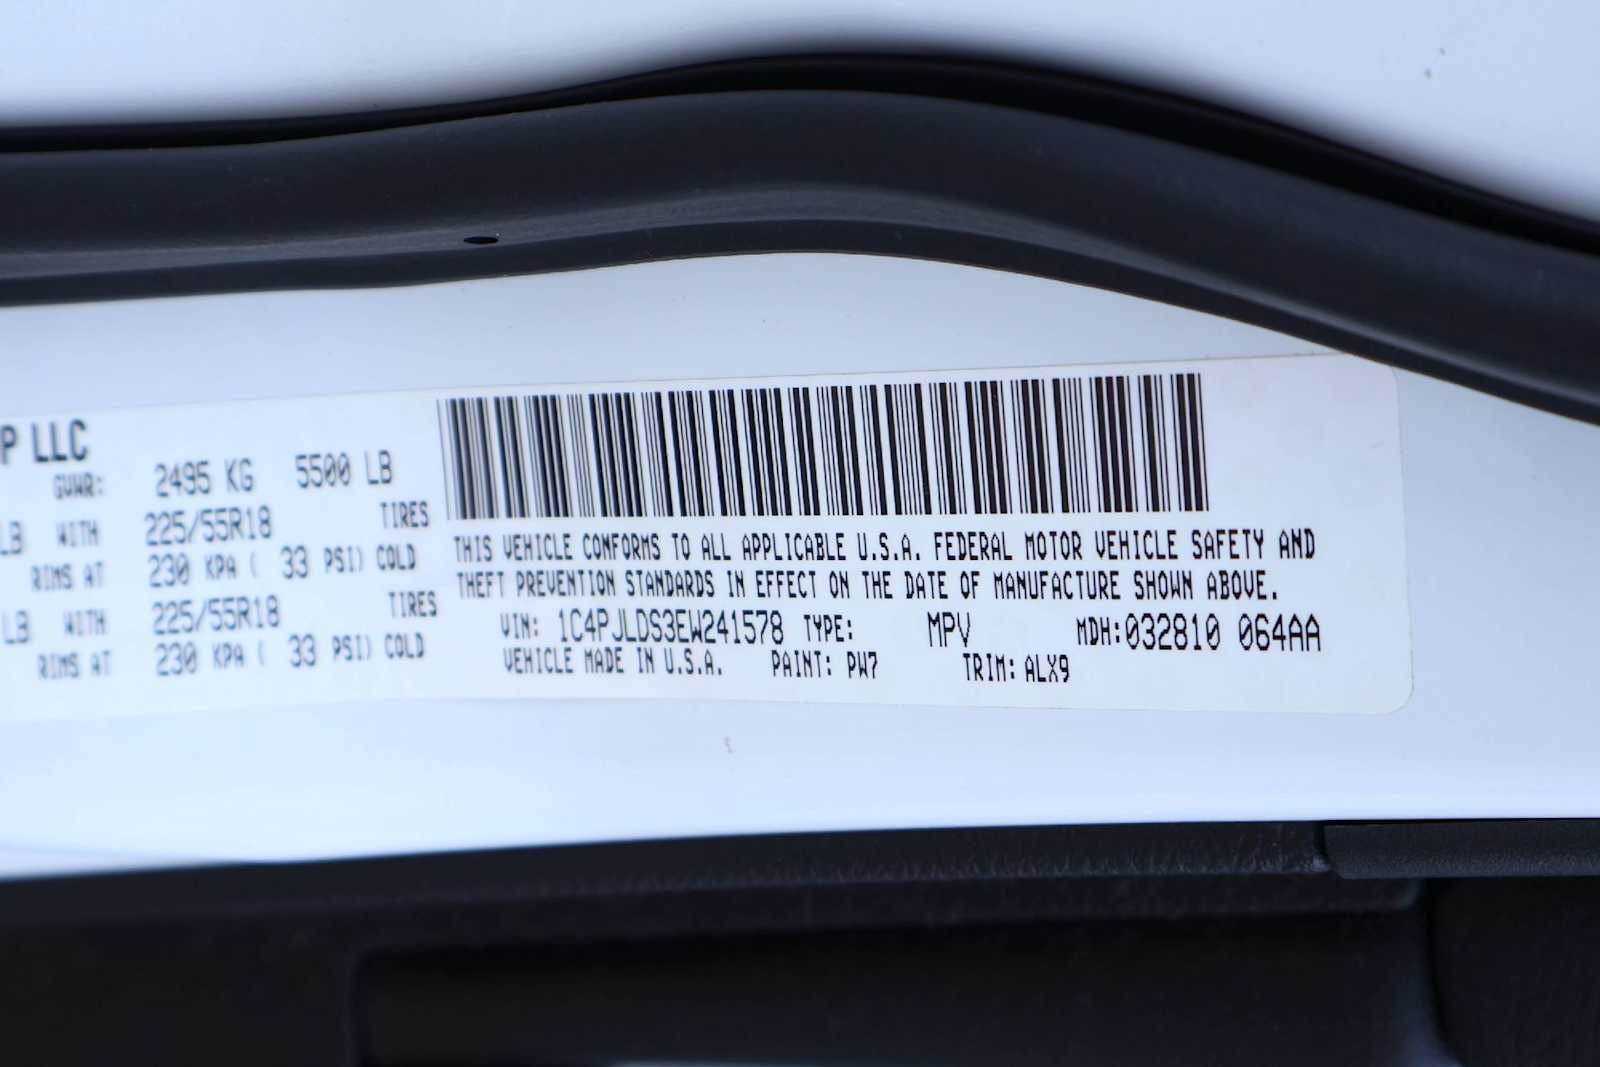 P LLC
GVWR: 2495 KG 5500 LB
LB WITH 225/55R18 TIRES
RIMS AT 230 KPA ( 33 PSI) COLD
LB WITH 225/55R18 TIRES
RIMS AT 230 KPA ( 33 PSI) COLD
THIS VEHICLE CONFORMS TO ALL APPLICABLE U.S.A. FEDERAL MOTOR VEHICLE SAFETY AND
THEFT PREVENTION STANDARDS IN EFFECT ON THE DATE OF MANUFACTURE SHOWN ABOVE.
VIN: 1C4PJLDS3EW241578 TYPE: MPV MDH:032810 064AA
VEHICLE MADE IN U.S.A. PAINT: PW7 TRIM: ALX9